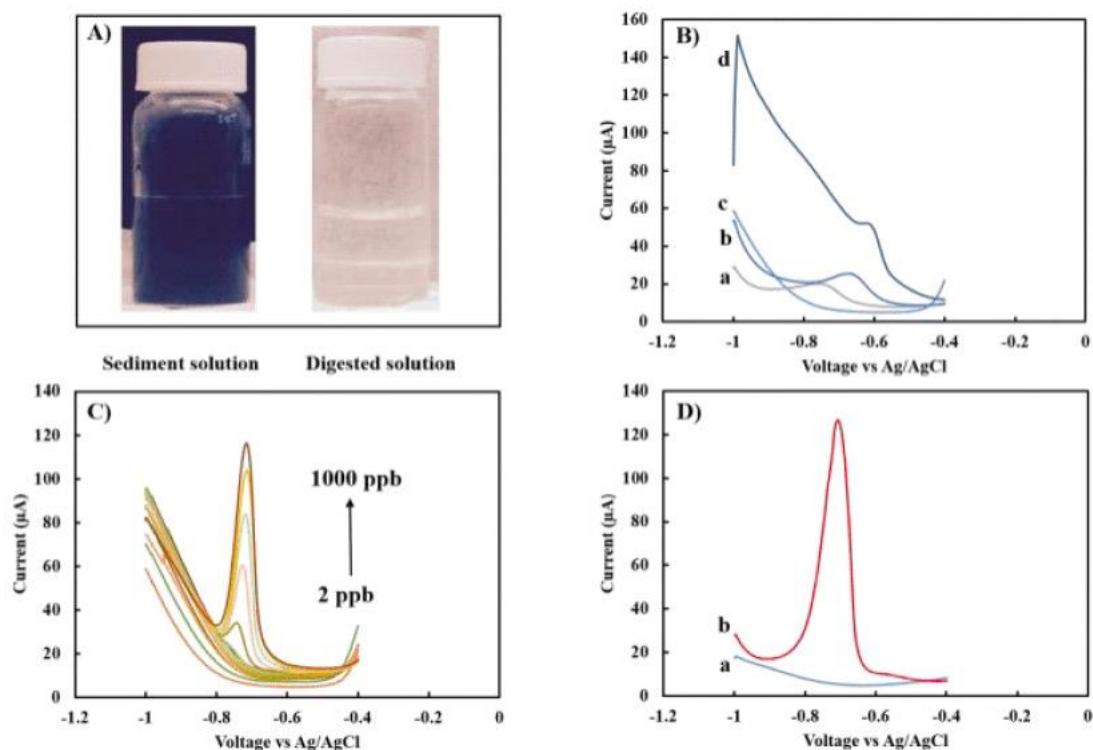 A)
Sediment solution
Digested solution
B)
160
140
120
100
80
60
40
20
0
Current (µA)
d
c
b
a
-1.2
-1
-0.8
-0.6
-0.4
-0.2
0
Voltage vs Ag/AgCl
C)
140
120
100
80
60
40
20
0
Current (µA)
1000 ppb
2 ppb
-1.2
-1
-0.8
-0.6
-0.4
-0.2
0
Voltage vs Ag/AgCl
D)
140
120
100
80
60
40
20
0
Current (µA)
b
a
-1.2
-1
-0.8
-0.6
-0.4
-0.2
0
Voltage vs Ag/AgCl